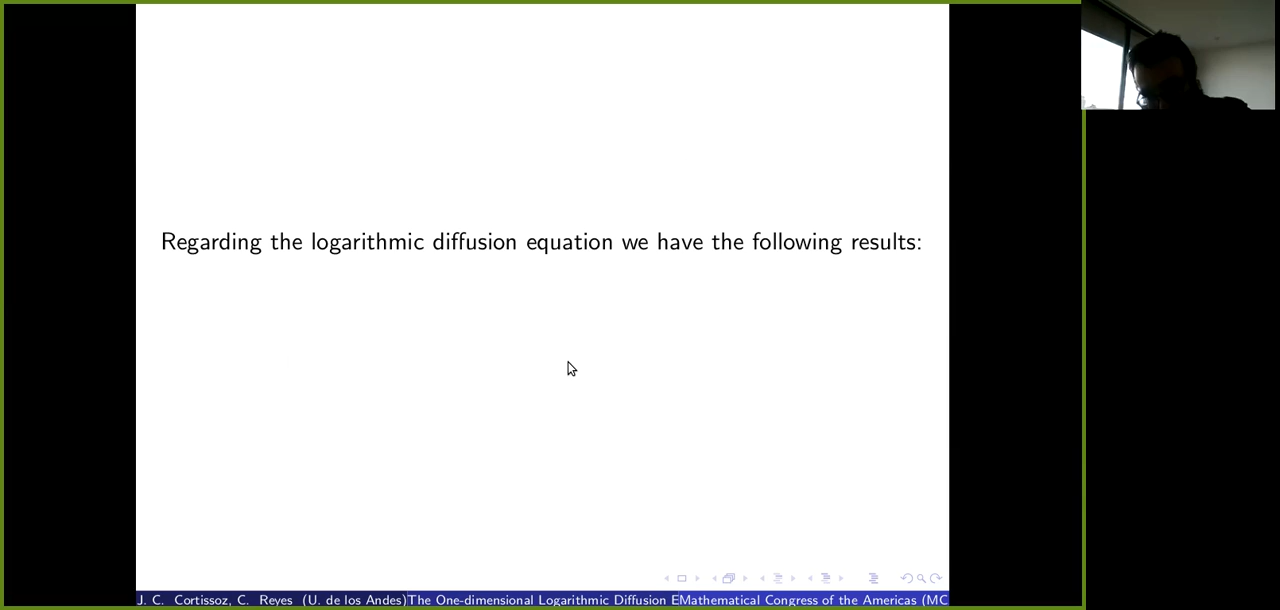 Regarding the logarithmic diffusion equation we have the following results:
J. C. Cortissoz, C. Reyes (U. de los Andes)The One-dimensional Logarithmic Diffusion EMathematical Congress of the Americas (MC